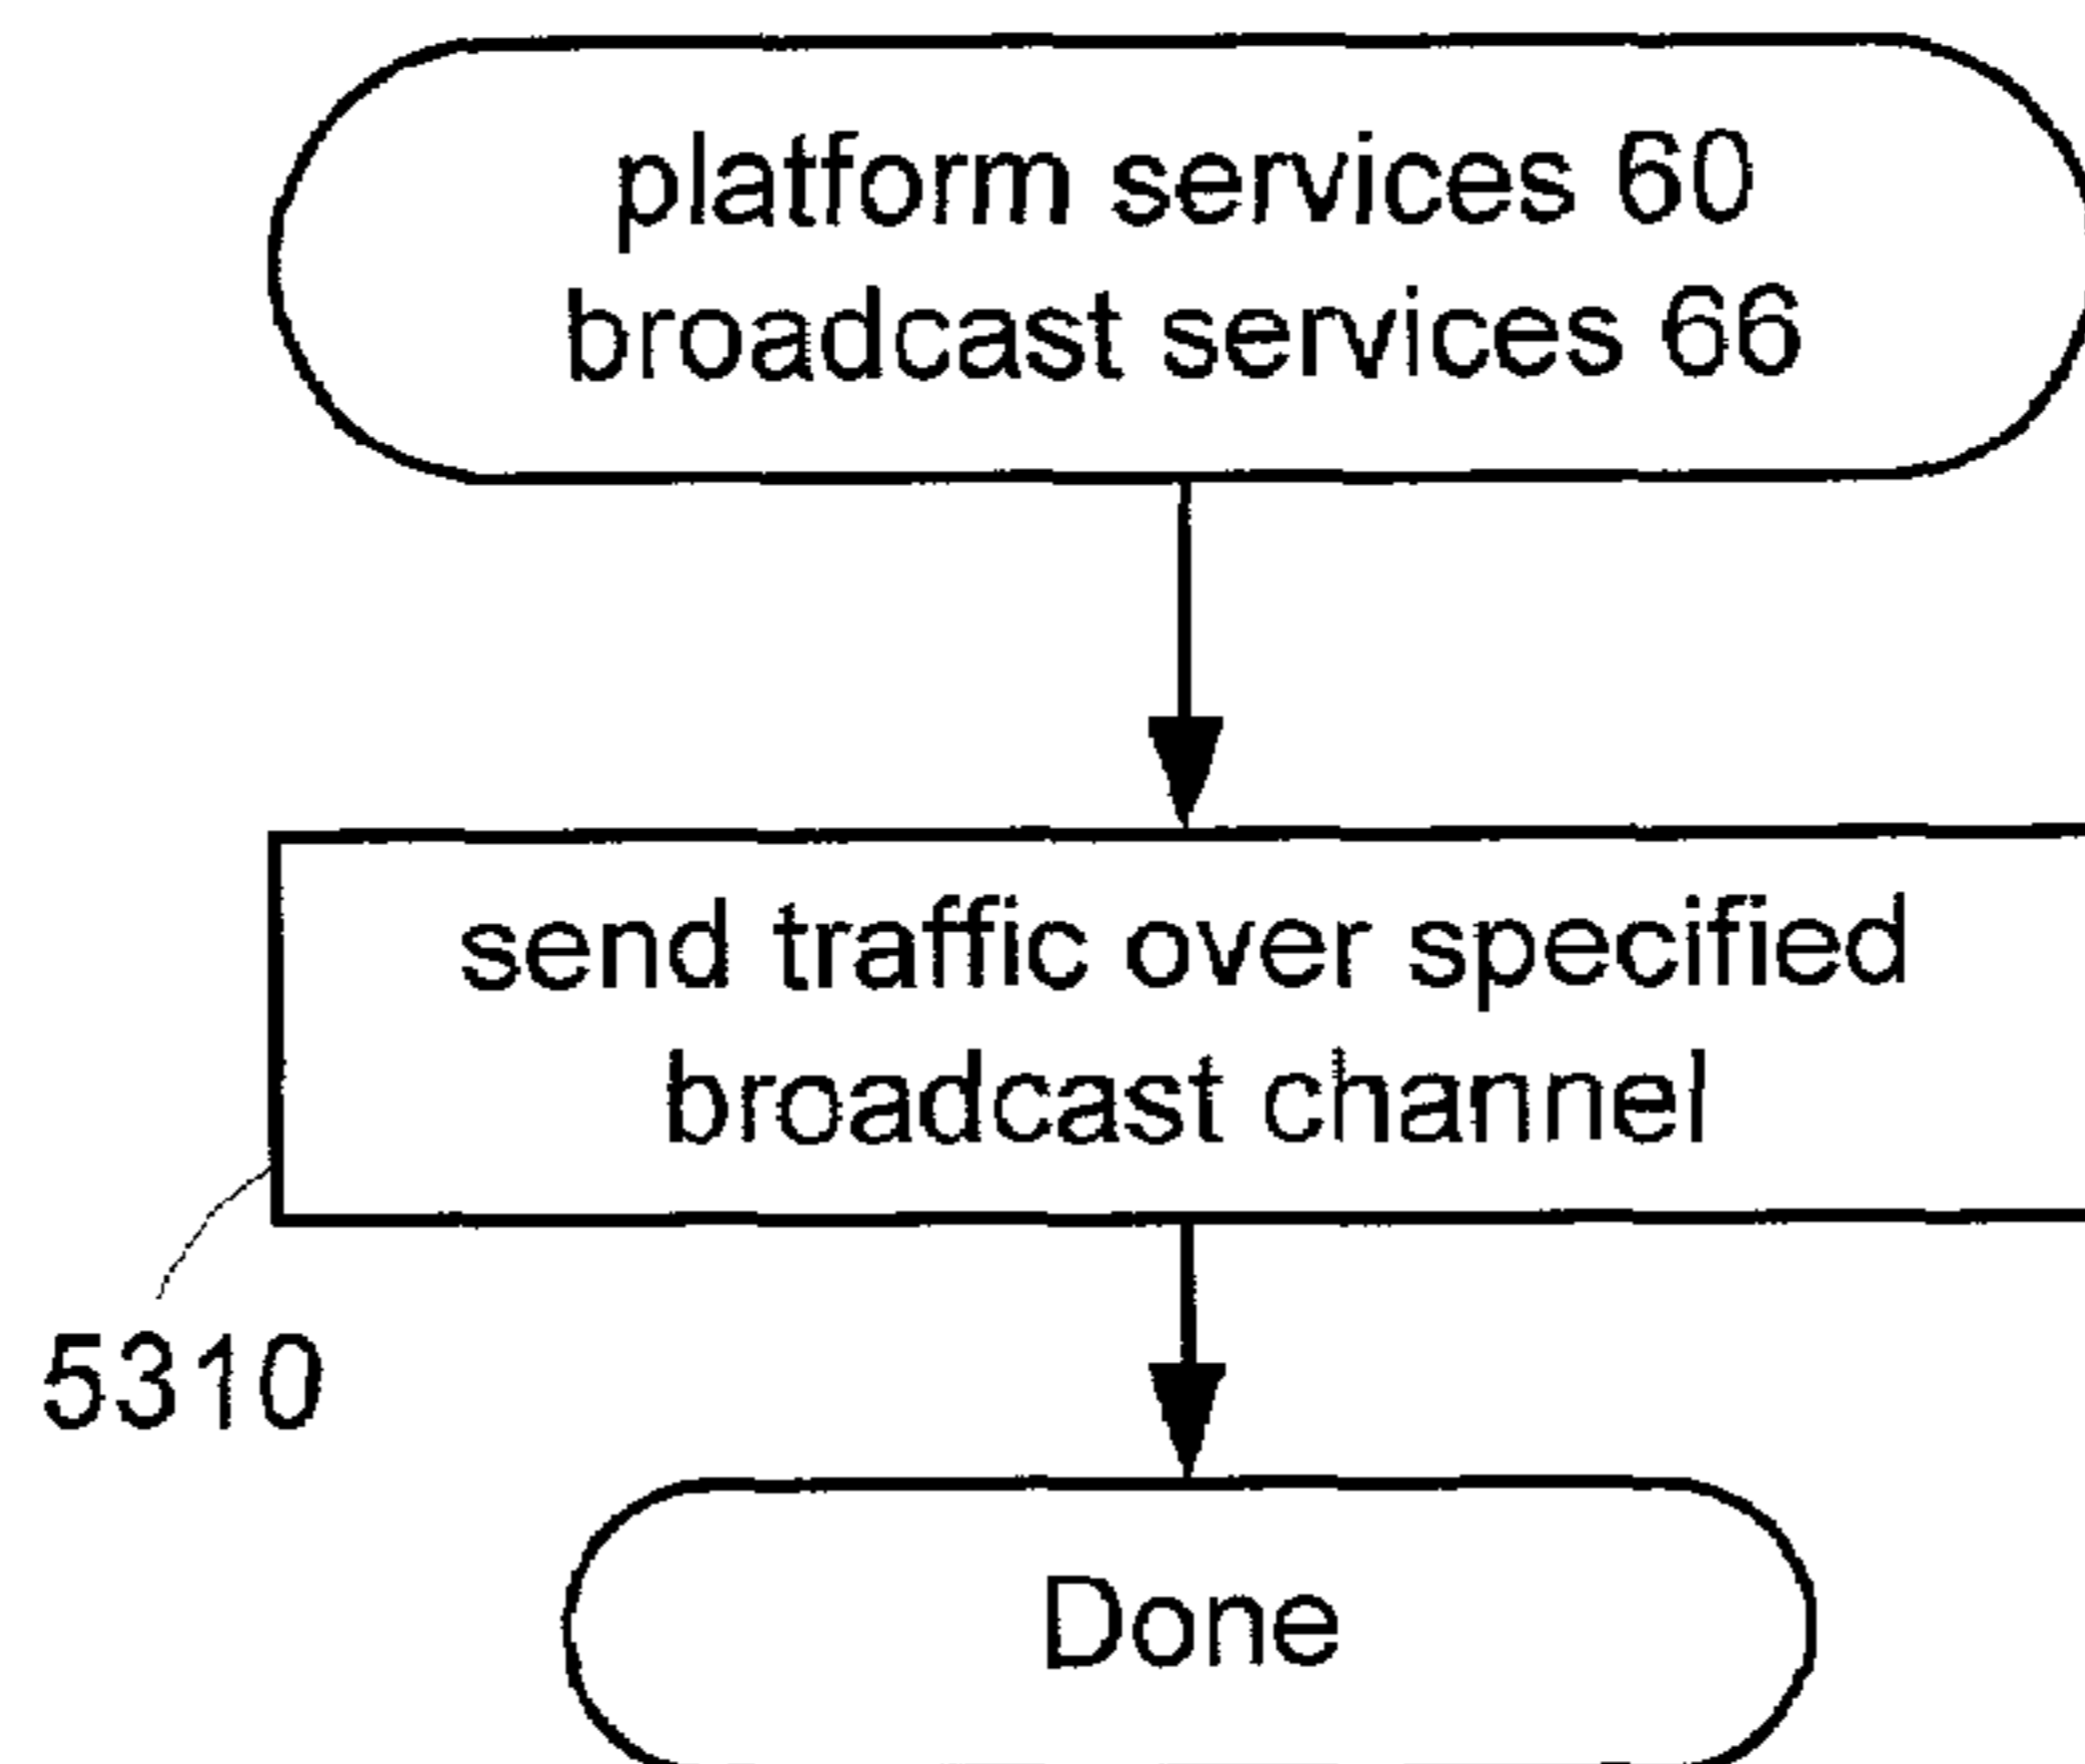 platform services 60
broadcast services 66
send traffic over specified
broadcast channel
5310
Done